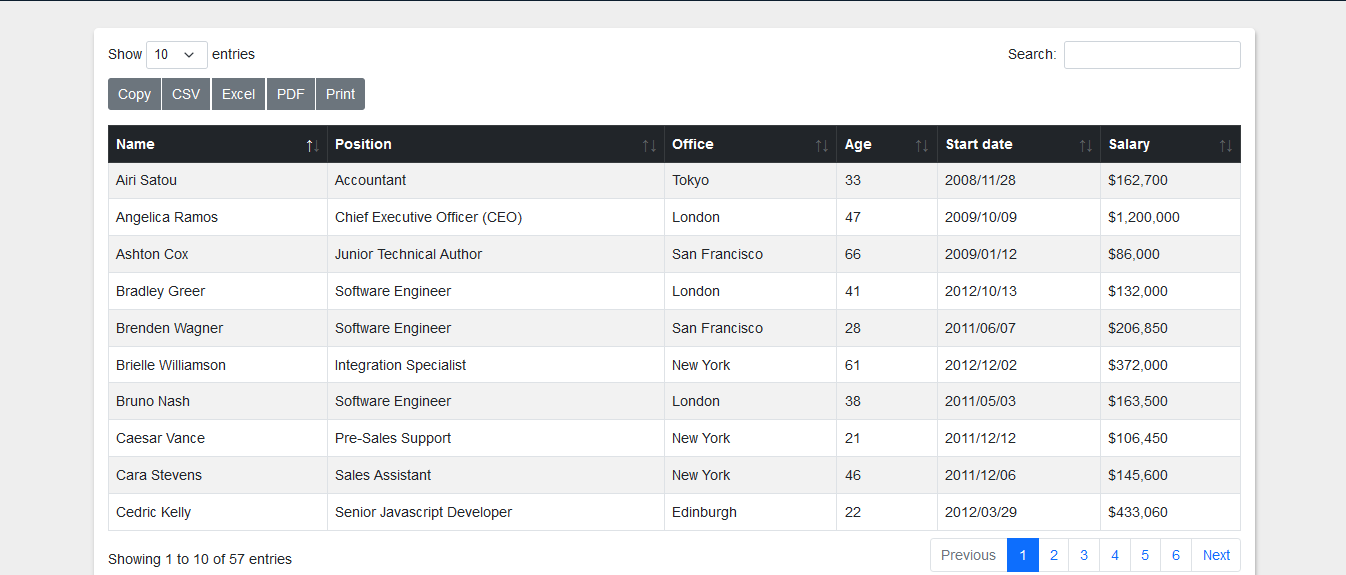 Show 10 entries Search:
Copy CSV Excel PDF Print
Name Position Office Age Start date Salary
Airi Satou Accountant Tokyo 33 2008/11/28 $162,700
Angelica Ramos Chief Executive Officer (CEO) London 47 2009/10/09 $1,200,000
Ashton Cox Junior Technical Author San Francisco 66 2009/01/12 $86,000
Bradley Greer Software Engineer London 41 2012/10/13 $132,000
Brenden Wagner Software Engineer San Francisco 28 2011/06/07 $206,850
Brielle Williamson Integration Specialist New York 61 2012/12/02 $372,000
Bruno Nash Software Engineer London 38 2011/05/03 $163,500
Caesar Vance Pre-Sales Support New York 21 2011/12/12 $106,450
Cara Stevens Sales Assistant New York 46 2011/12/06 $145,600
Cedric Kelly Senior Javascript Developer Edinburgh 22 2012/03/29 $433,060
Showing 1 to 10 of 57 entries Previous 1 2 3 4 5 6 Next